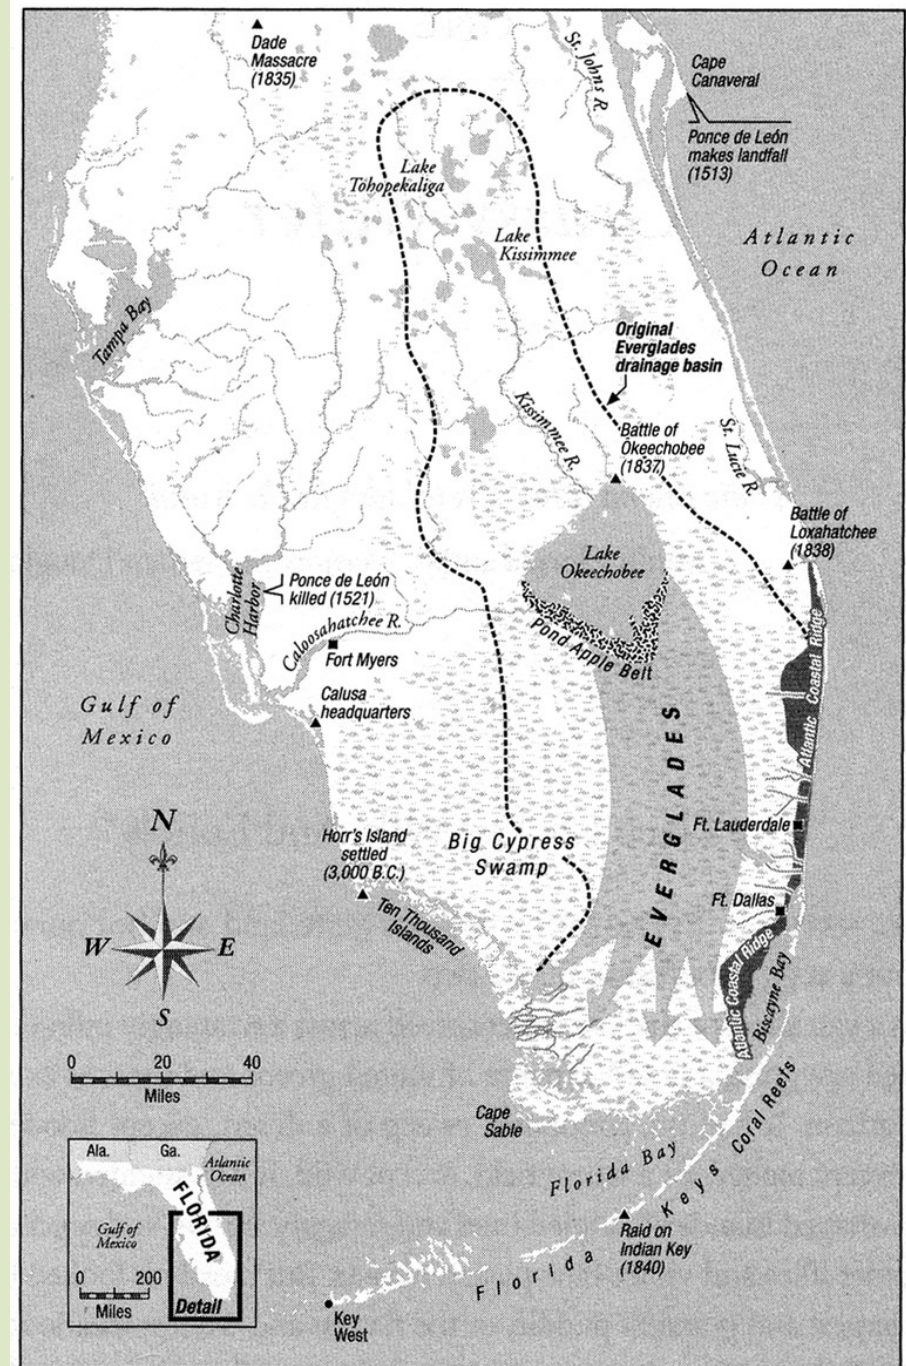 Dade
Massacre
(1835)
St. Johns R.
Cape
Canaveral
Ponce de León
makes landfall
(1513)
Lake
Tohopekaliga
Lake
Kissimmee
Atlantic
Ocean
Tampa Bay
Original
Everglades
drainage basin
Kissimmee R.
Battle of
Okeechobee
(1837)
St. Lucie R.
Battle of
Loxahatchee
(1838)
Lake
Okeechobee
Charlotte
Harbor
Ponce de León
killed (1521)
Caloosahatchee R.
Fort Myers
Pond Apple Belt
Atlantic Coastal Ridge
Calusa
headquarters
Gulf of
Mexico
EVERGLADES
N
W
E
S
Horr's Island
settled
(3,000 B.C.)
Big Cypress
Swamp
Ft. Lauderdale
Ft. Dallas
Ten Thousand
Islands
Atlantic Coastal Ridge
Biscayne Bay
0 20 40
Miles
Cape
Sable
Florida Bay
Florida Keys Coral Reefs
Raid on
Indian Key
(1840)
Key
West
Ala.
Ga.
Atlantic
Ocean
FLORIDA
Gulf of
Mexico
0 200
Miles
Detail